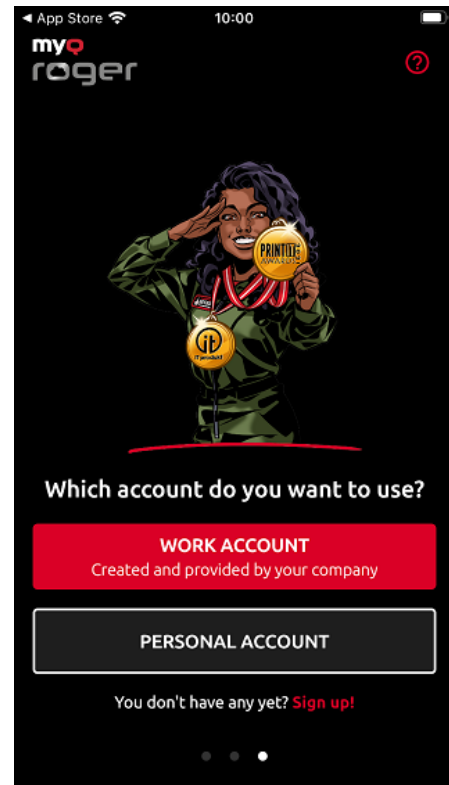 ◀ App Store 10:00
myQ
roger
?
PRINTIT
AWARDS
it
Which account do you want to use?
WORK ACCOUNT
Created and provided by your company
PERSONAL ACCOUNT
You don't have any yet? Sign up!